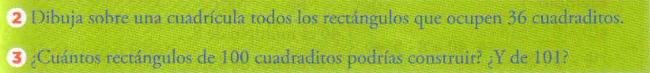 2 Dibuja sobre una cuadrícula todos los rectángulos que ocupen 36 cuadraditos.
3 ¿Cuántos rectángulos de 100 cuadraditos podrías construir? ¿Y de 101?